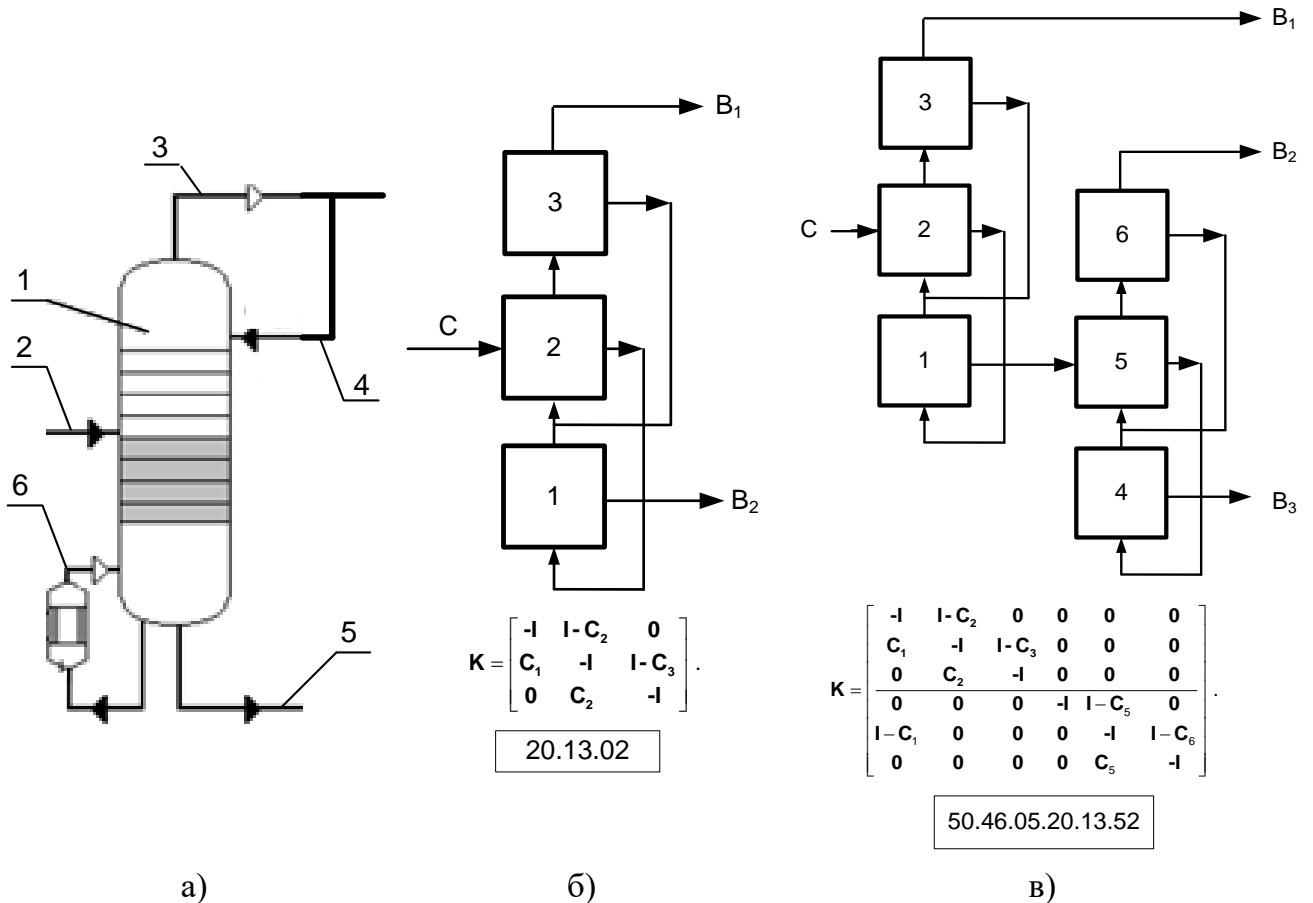 3
1
2
4
6
5
а)
B₁
3
C
2
1
B₂
K = [ -I I - C₂ 0
C₁ -I I - C₃
0 C₂ -I ] .
20.13.02
б)
B₁
3
B₂
C
2
6
1
5
4
B₃
-I I - C₂ 0 0 0 0
C₁ -I I - C₃ 0 0 0
0 C₂ -I 0 0 0
K = 0 0 0 -I I – C₅ 0 .
I – C₁ 0 0 0 -I I – C₆
0 0 0 0 C₅ -I
50.46.05.20.13.52
в)